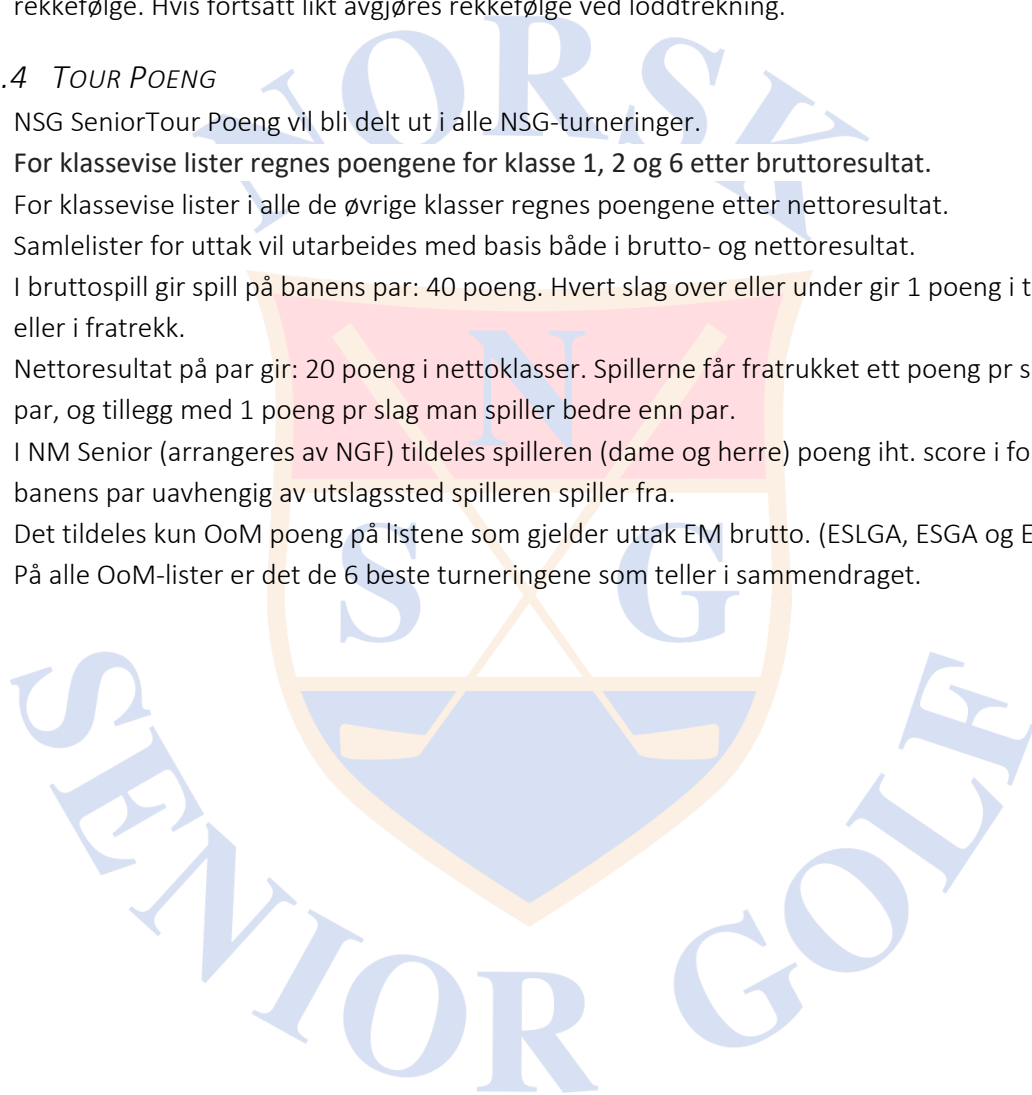 rekkefølge. Hvis fortsatt likt avgjøres rekkefølge ved loddtrekning.
.4 TOUR POENG
NSG SeniorTour Poeng vil bli delt ut i alle NSG-turneringer.
For klassevise lister regnes poengene for klasse 1, 2 og 6 etter bruttoresultat.
For klassevise lister i alle de øvrige klasser regnes poengene etter nettoresultat.
Samlelister for uttak vil utarbeides med basis både i brutto- og nettoresultat.
I bruttospill gir spill på banens par: 40 poeng. Hvert slag over eller under gir 1 poeng i t
eller i fratrekk.
Nettoresultat på par gir: 20 poeng i nettoklasser. Spillerne får fratrukket ett poeng pr s
par, og tillegg med 1 poeng pr slag man spiller bedre enn par.
I NM Senior (arrangeres av NGF) tildeles spilleren (dame og herre) poeng iht. score i fo
banens par uavhengig av utslagssted spilleren spiller fra.
Det tildeles kun OoM poeng på listene som gjelder uttak EM brutto. (ESLGA, ESGA og E
På alle OoM-lister er det de 6 beste turneringene som teller i sammendraget.
NORSK
N
S G
SENIOR GOLF